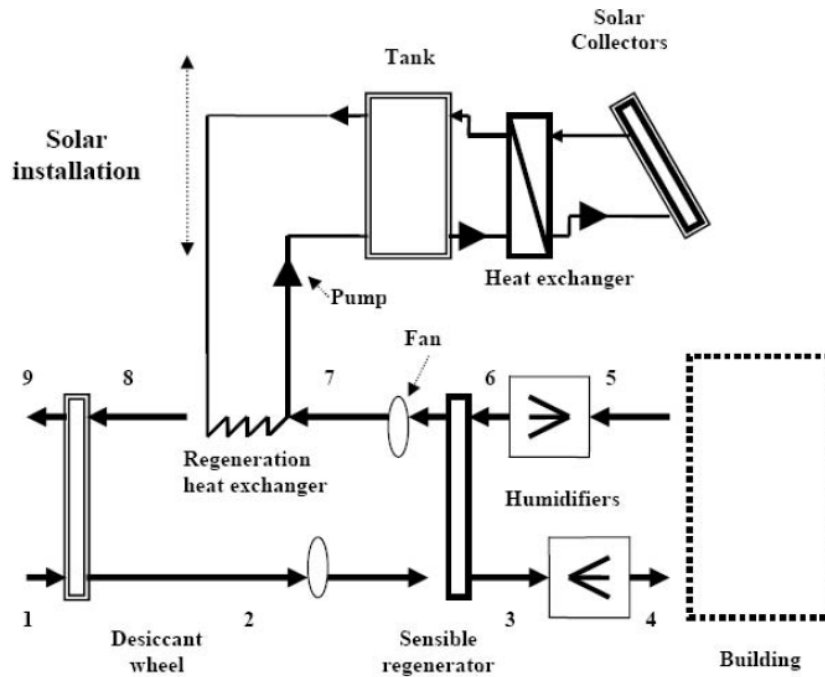 Solar
Collectors
Tank
Solar
installation
Heat exchanger
Pump
Fan
9
8
7
6
5
Regeneration
heat exchanger
Humidifiers
1
2
3
4
Desiccant
wheel
Sensible
regenerator
Building